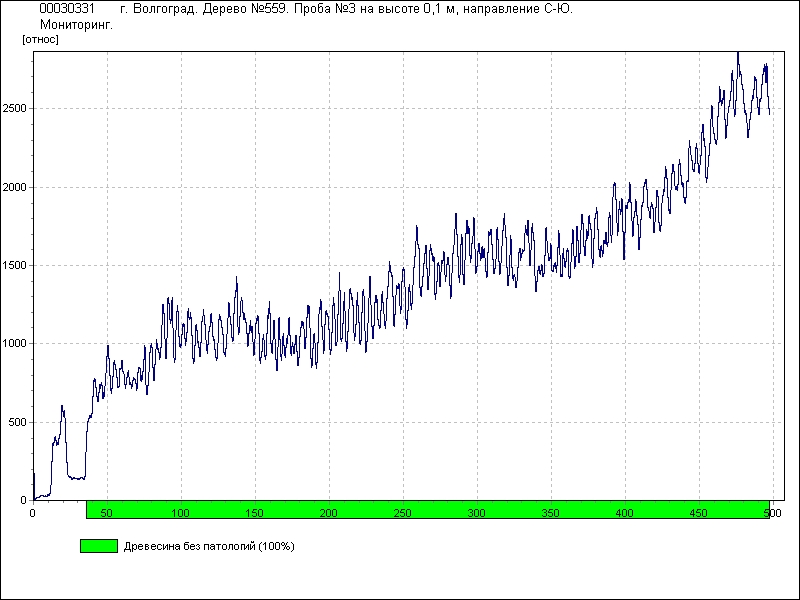 00030331 г. Волгоград. Дерево №559. Проба №3 на высоте 0,1 м, направление С-Ю.
Мониторинг.
[относ]
2500
2000
1500
1000
500
0
0 50 100 150 200 250 300 350 400 450 500
Древесина без патологий (100%)